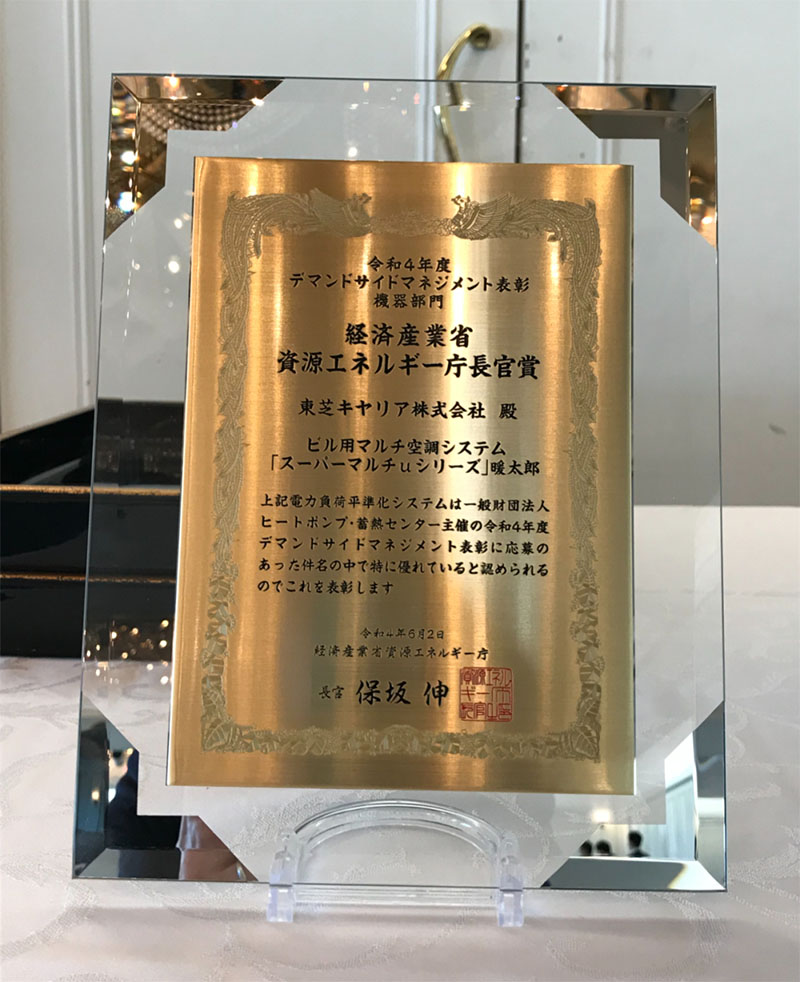 令和4年度
デマンドサイドマネジメント表彰
機器部門
経済産業省
資源エネルギー庁長官賞
東芝キヤリア株式会社 殿
ビル用マルチ空調システム
「スーパーマルチuシリーズ」暖太郎
上記電力負荷平準化システムは一般財団法人
ヒートポンプ・蓄熱センター主催の令和4年度
デマンドサイドマネジメント表彰に応募の
あった件名の中で特に優れていると認められる
のでこれを表彰します
令和4年6月2日
経済産業省資源エネルギー庁
長官 保坂 伸